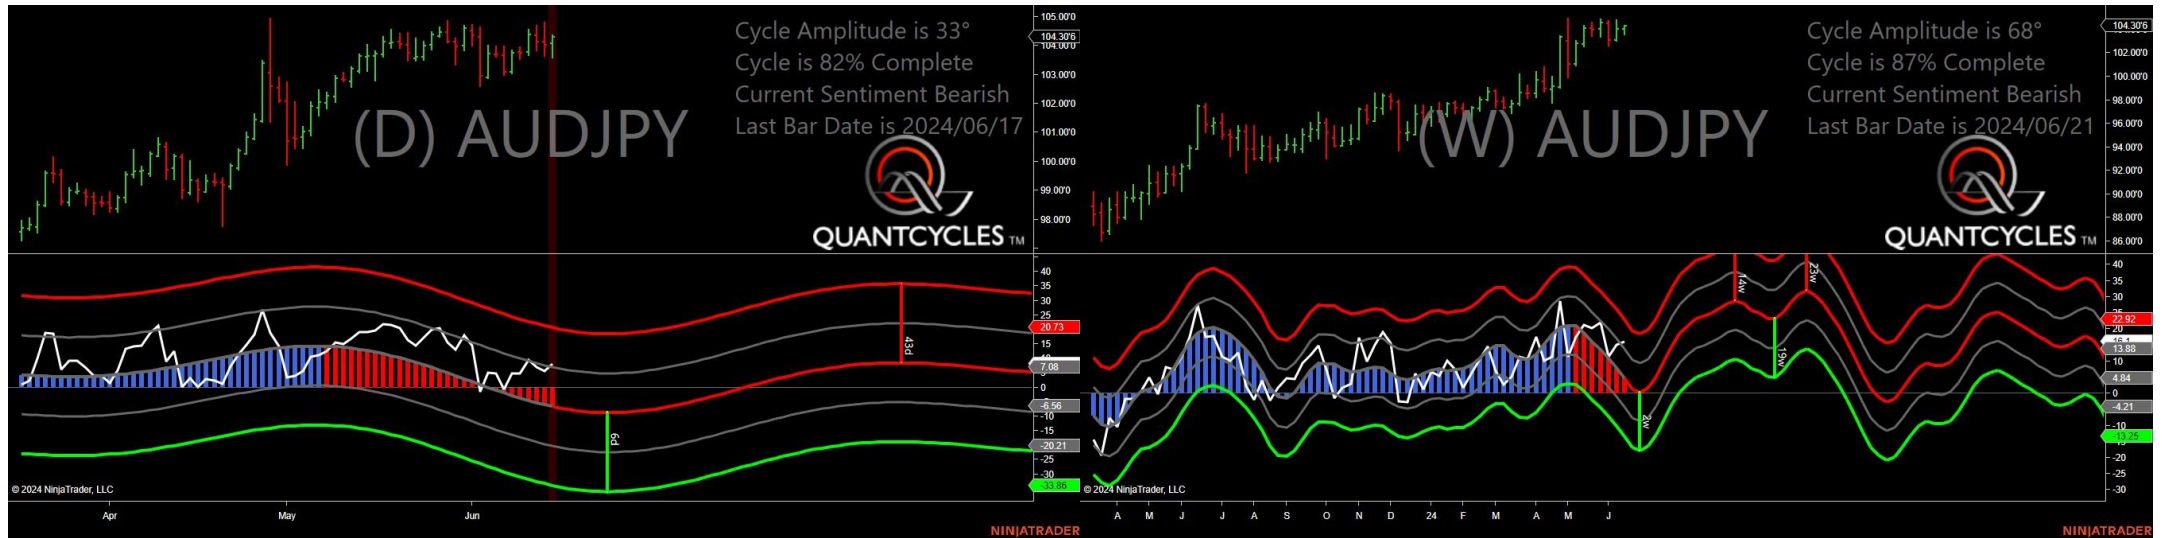 Cycle Amplitude is 33°
Cycle is 82% Complete
Current Sentiment Bearish
Last Bar Date is 2024/06/17
(D) AUDJPY
QUANTCYCLES TM
105.00'0
104.30'6
104.00'0
103.00'0
102.00'0
101.00'0
100.00'0
99.00'0
98.00'0
40
35
30
25
20.73
15
7.08
0
-6.56
-10
-15
-20.21
-25
-30
-33.86
43d
9d
© 2024 NinjaTrader, LLC
Apr
May
Jun
NINJATRADER
Cycle Amplitude is 68°
Cycle is 87% Complete
Current Sentiment Bearish
Last Bar Date is 2024/06/21
(W) AUDJPY
QUANTCYCLES TM
104.30'6
102.00'0
100.00'0
98.00'0
96.00'0
94.00'0
92.00'0
90.00'0
88.00'0
86.00'0
40
35
30
25
22.92
20
13.88
10
4.84
0
-4.21
-10
-13.25
-20
-25
-30
14w
23w
19w
2w
© 2024 NinjaTrader, LLC
A M J J A S O N D 24 F M A M J
NINJATRADER